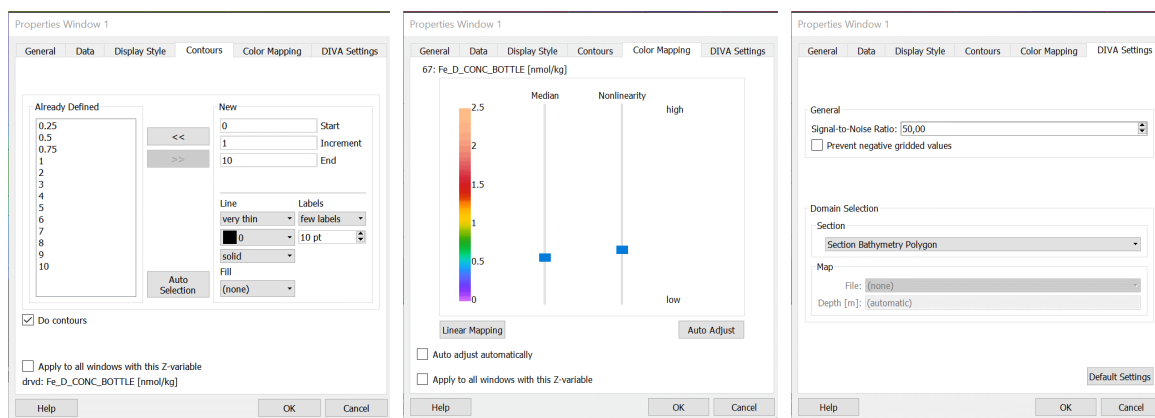 Properties Window 1
General Data Display Style Contours Color Mapping DIVA Settings
Already Defined
0.25
0.5
0.75
1
2
3
4
5
6
7
8
9
10
<<
>>
Auto
Selection
New
0 Start
1 Increment
10 End
Line Labels
very thin few labels
0 10 pt
solid
Fill
(none)
Do contours
Apply to all windows with this Z-variable
drvd: Fe_D_CONC_BOTTLE [nmol/kg]
Help OK Cancel
Properties Window 1
General Data Display Style Contours Color Mapping DIVA Settings
67: Fe_D_CONC_BOTTLE [nmol/kg]
Median Nonlinearity
2.5 high
2
1.5
1
0.5
0 low
Linear Mapping Auto Adjust
Auto adjust automatically
Apply to all windows with this Z-variable
Help OK Cancel
Properties Window 1
General Data Display Style Contours Color Mapping DIVA Settings
General
Signal-to-Noise Ratio: 50,00
Prevent negative gridded values
Domain Selection
Section
Section Bathymetry Polygon
Map
File: (none)
Depth [m]: (automatic)
Default Settings
Help OK Cancel